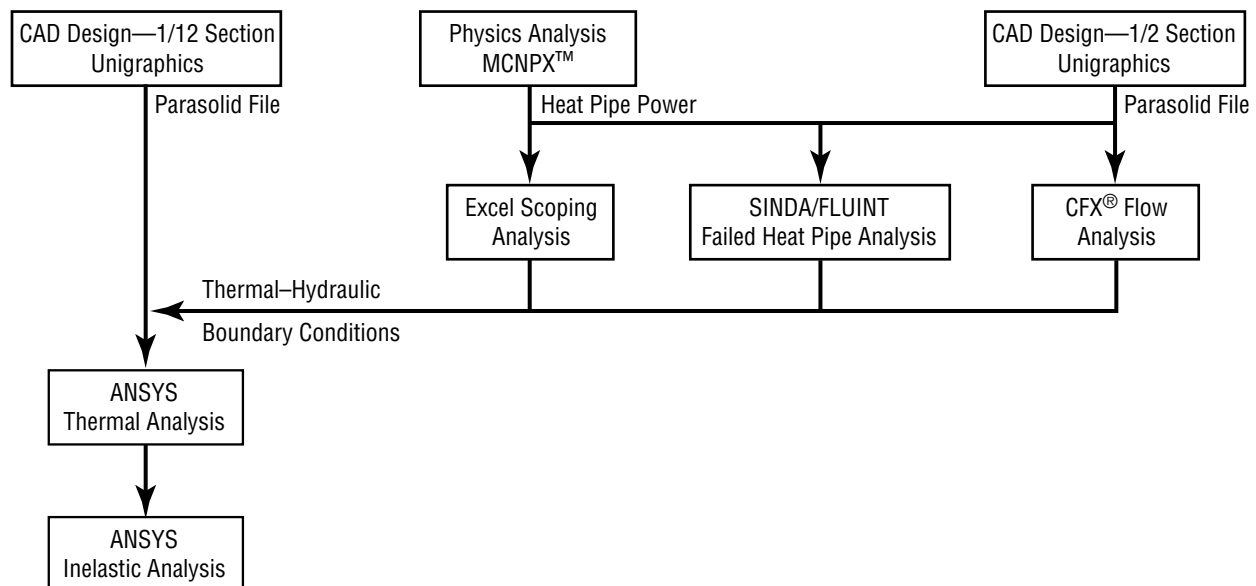 CAD Design—1/12 Section
Unigraphics
Physics Analysis
MCNPX™
CAD Design—1/2 Section
Unigraphics
Parasolid File
Heat Pipe Power
Parasolid File
Excel Scoping
Analysis
SINDA/FLUINT
Failed Heat Pipe Analysis
CFX® Flow
Analysis
Thermal–Hydraulic
Boundary Conditions
ANSYS
Thermal Analysis
ANSYS
Inelastic Analysis